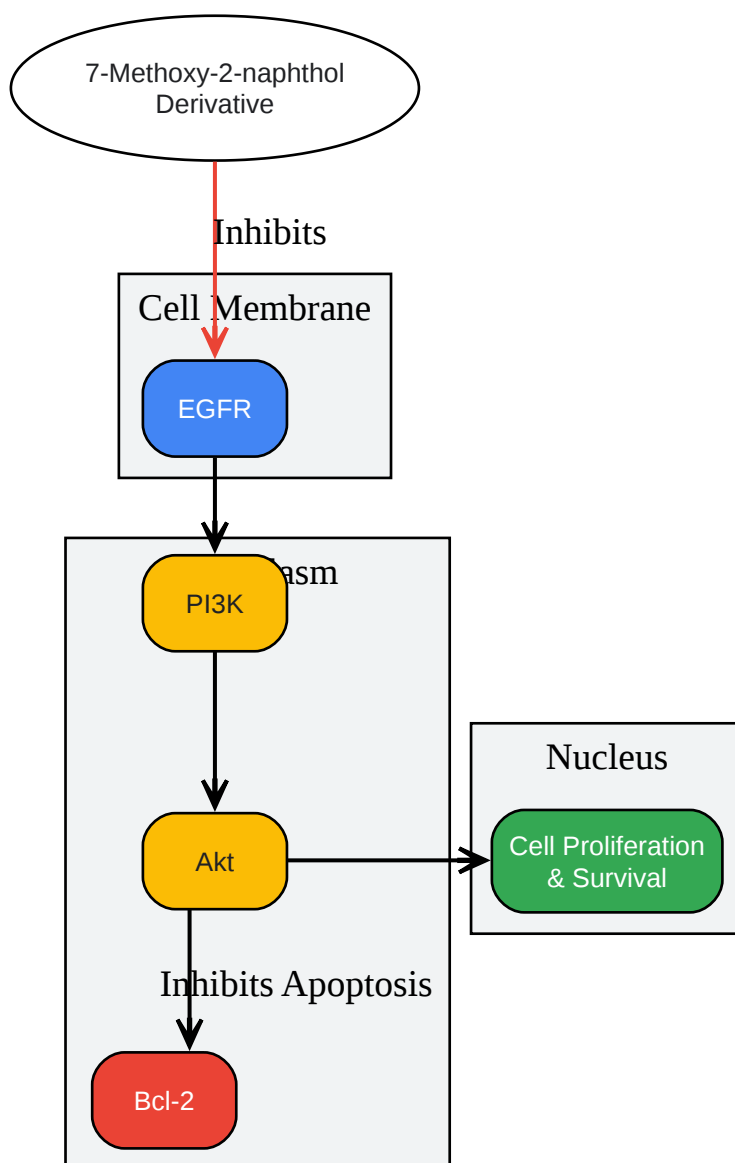 7-Methoxy-2-naphthol
Derivative
Inhibits
Cell Membrane
EGFR
PI3K
Nucleus
Akt
Cell Proliferation
& Survival
Inhibits Apoptosis
Bcl-2